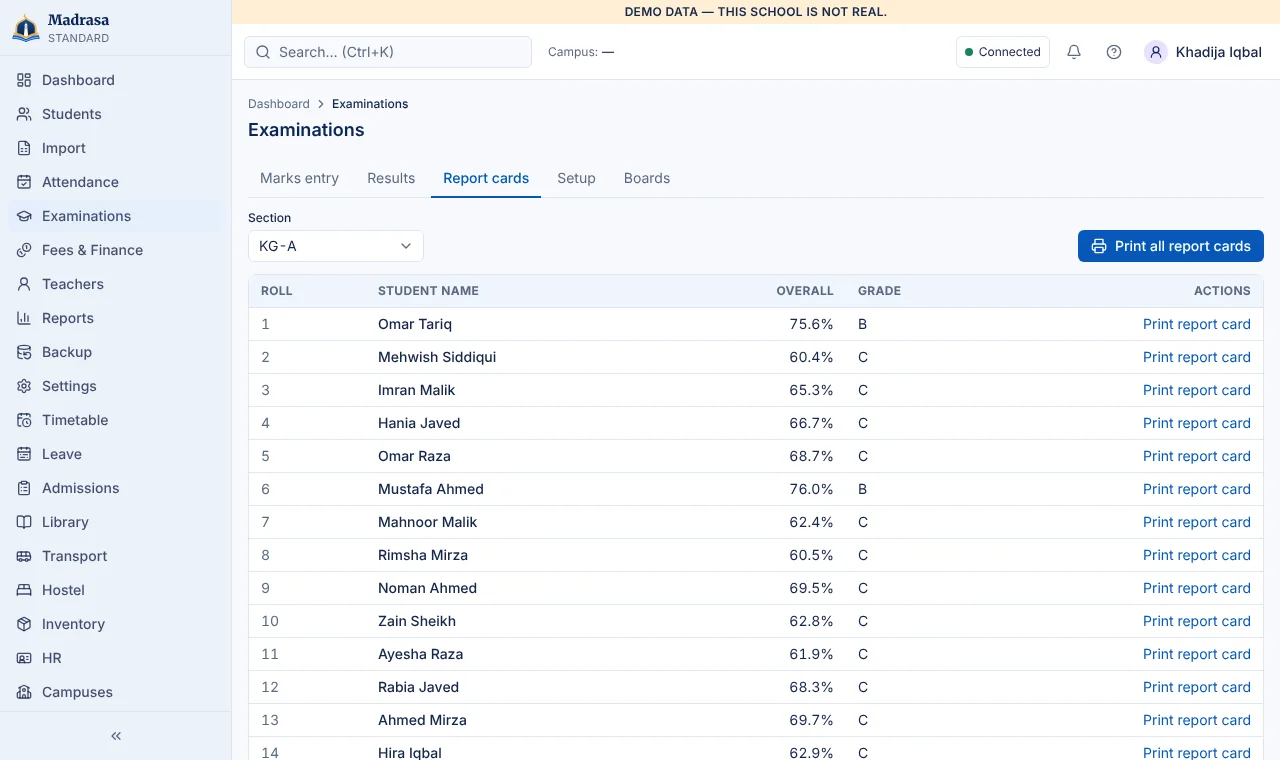 DEMO DATA — THIS SCHOOL IS NOT REAL.
Madrasa
STANDARD
Search... (Ctrl+K)
Campus: —
Connected
Khadija Iqbal
Dashboard
Students
Import
Attendance
Examinations
Fees & Finance
Teachers
Reports
Backup
Settings
Timetable
Leave
Admissions
Library
Transport
Hostel
Inventory
HR
Campuses
«
Dashboard > Examinations
Examinations
Marks entry Results Report cards Setup Boards
Section
KG-A
Print all report cards
ROLL STUDENT NAME OVERALL GRADE ACTIONS
1 Omar Tariq 75.6% B Print report card
2 Mehwish Siddiqui 60.4% C Print report card
3 Imran Malik 65.3% C Print report card
4 Hania Javed 66.7% C Print report card
5 Omar Raza 68.7% C Print report card
6 Mustafa Ahmed 76.0% B Print report card
7 Mahnoor Malik 62.4% C Print report card
8 Rimsha Mirza 60.5% C Print report card
9 Noman Ahmed 69.5% C Print report card
10 Zain Sheikh 62.8% C Print report card
11 Ayesha Raza 61.9% C Print report card
12 Rabia Javed 68.3% C Print report card
13 Ahmed Mirza 69.7% C Print report card
14 Hira Iqbal 62.9% C Print report card